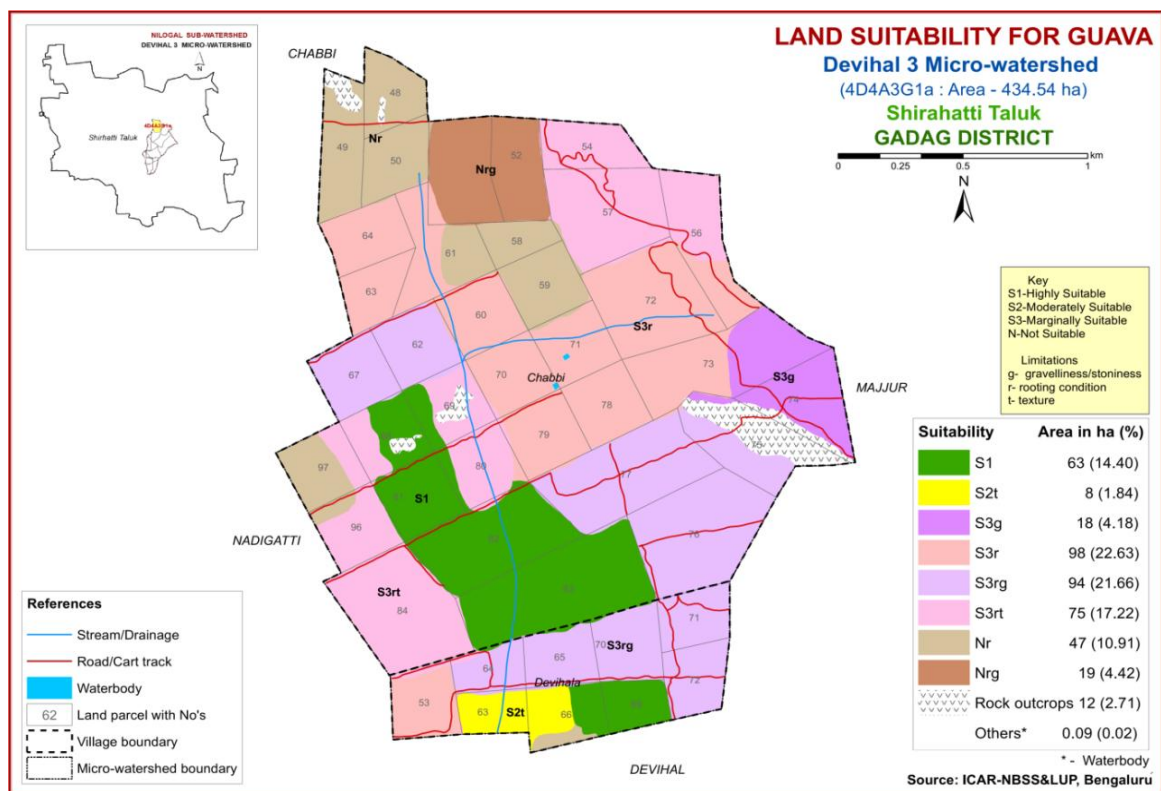 NILOGAL SUB-WATERSHED
DEVIHAL 3 MICRO-WATERSHED
N
4D4A3G1a
Shirhatti Taluk
LAND SUITABILITY FOR GUAVA
Devihal 3 Micro-watershed
(4D4A3G1a : Area - 434.54 ha)
Shirahatti Taluk
GADAG DISTRICT
0 0.25 0.5 1 km
N
CHABBI
48
49
Nr
50
Nrg
52
54
57
56
64
61
58
63
59
60
72
S3r
62
71
67
70
Chabbi
73
S3g
MAJJUR
74
69
78
79
75
97
80
77
S1
96
NADIGATTI
76
S3rt
84
71
70
S3rg
65
64
Devihala
72
53
63
S2t
66
DEVIHAL
Key
S1-Highly Suitable
S2-Moderately Suitable
S3-Marginally Suitable
N-Not Suitable
Limitations
g- gravelliness/stoniness
r- rooting condition
t- texture
Suitability Area in ha (%)
S1 63 (14.40)
S2t 8 (1.84)
S3g 18 (4.18)
S3r 98 (22.63)
S3rg 94 (21.66)
S3rt 75 (17.22)
Nr 47 (10.91)
Nrg 19 (4.42)
Rock outcrops 12 (2.71)
Others* 0.09 (0.02)
* - Waterbody
Source: ICAR-NBSS&LUP, Bengaluru
References
Stream/Drainage
Road/Cart track
Waterbody
62 Land parcel with No's
Village boundary
Micro-watershed boundary